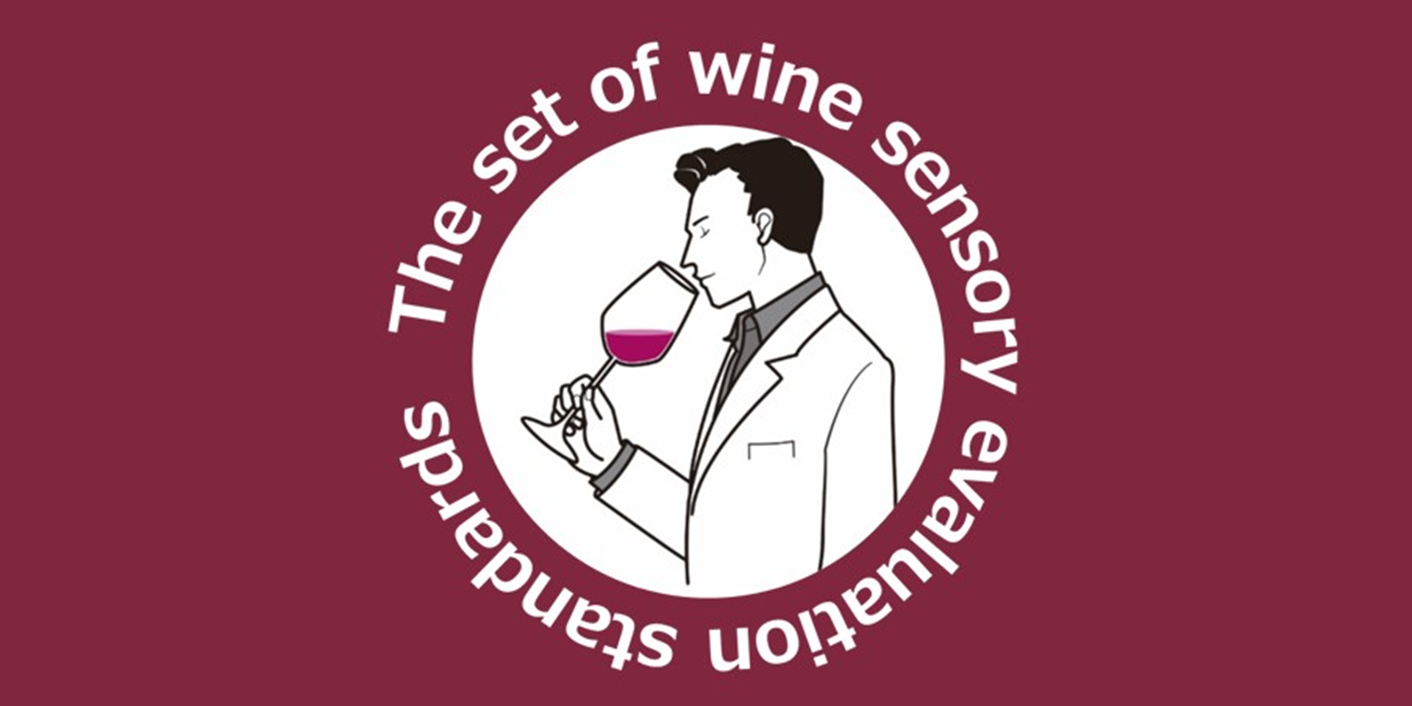 The set of wine sensory evaluation standards